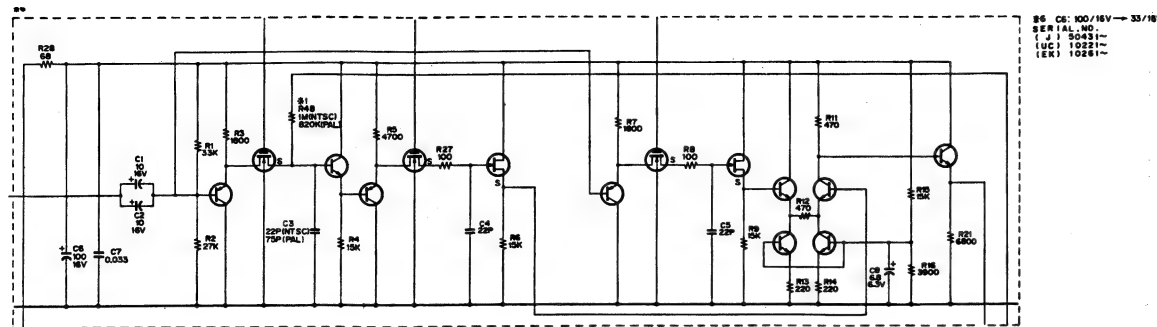 ※6 C6: 100/16V → 33/16
SERIAL.NO.
( J ) 50431~
(UC) 10221~
(EK) 10261~
R28
68
C1
10
16V
C2
10
16V
C6
100
16V
C7
0.033
R1
33K
R2
27K
R3
1800
※1
R48
1M(NTSC)
820K(PAL)
S
C3
22P(NTSC)
75P(PAL)
R4
15K
R5
4700
S
R27
100
C4
22P
S
R6
15K
R7
1800
S
R8
100
C5
22P
S
R9
15K
R12
470
R11
470
R13
220
R14
220
R15
15K
R16
3900
6.3V
R21
6800